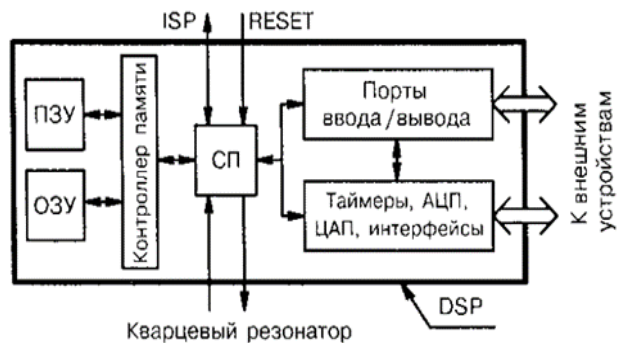 ISP
RESET
ПЗУ
ОЗУ
Контроллер памяти
СП
Порты
ввода/вывода
Таймеры, АЦП,
ЦАП, интерфейсы
К внешним
устройствам
DSP
Кварцевый резонатор